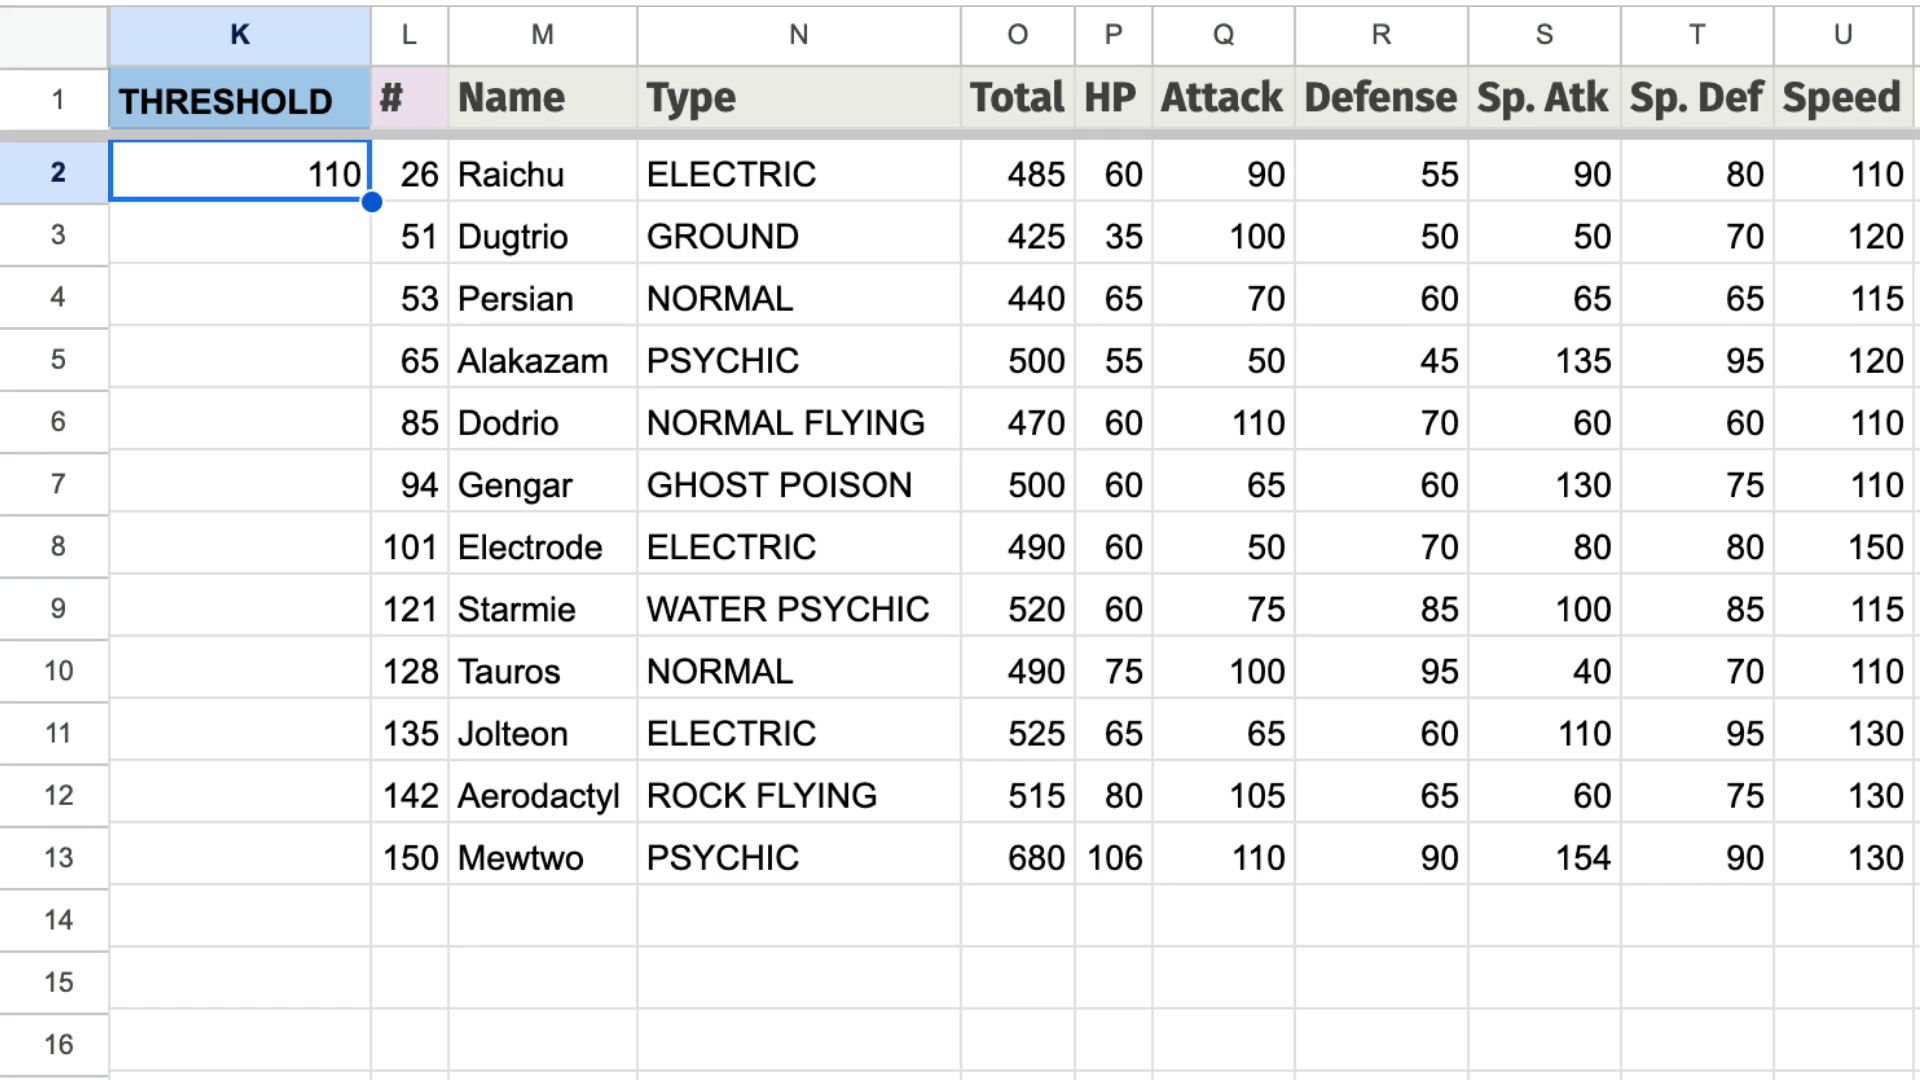 K L M N O P Q R S T U
1 THRESHOLD # Name Type Total HP Attack Defense Sp. Atk Sp. Def Speed
2 110 26 Raichu ELECTRIC 485 60 90 55 90 80 110
3 51 Dugtrio GROUND 425 35 100 50 50 70 120
4 53 Persian NORMAL 440 65 70 60 65 65 115
5 65 Alakazam PSYCHIC 500 55 50 45 135 95 120
6 85 Dodrio NORMAL FLYING 470 60 110 70 60 60 110
7 94 Gengar GHOST POISON 500 60 65 60 130 75 110
8 101 Electrode ELECTRIC 490 60 50 70 80 80 150
9 121 Starmie WATER PSYCHIC 520 60 75 85 100 85 115
10 128 Tauros NORMAL 490 75 100 95 40 70 110
11 135 Jolteon ELECTRIC 525 65 65 60 110 95 130
12 142 Aerodactyl ROCK FLYING 515 80 105 65 60 75 130
13 150 Mewtwo PSYCHIC 680 106 110 90 154 90 130
14
15
16